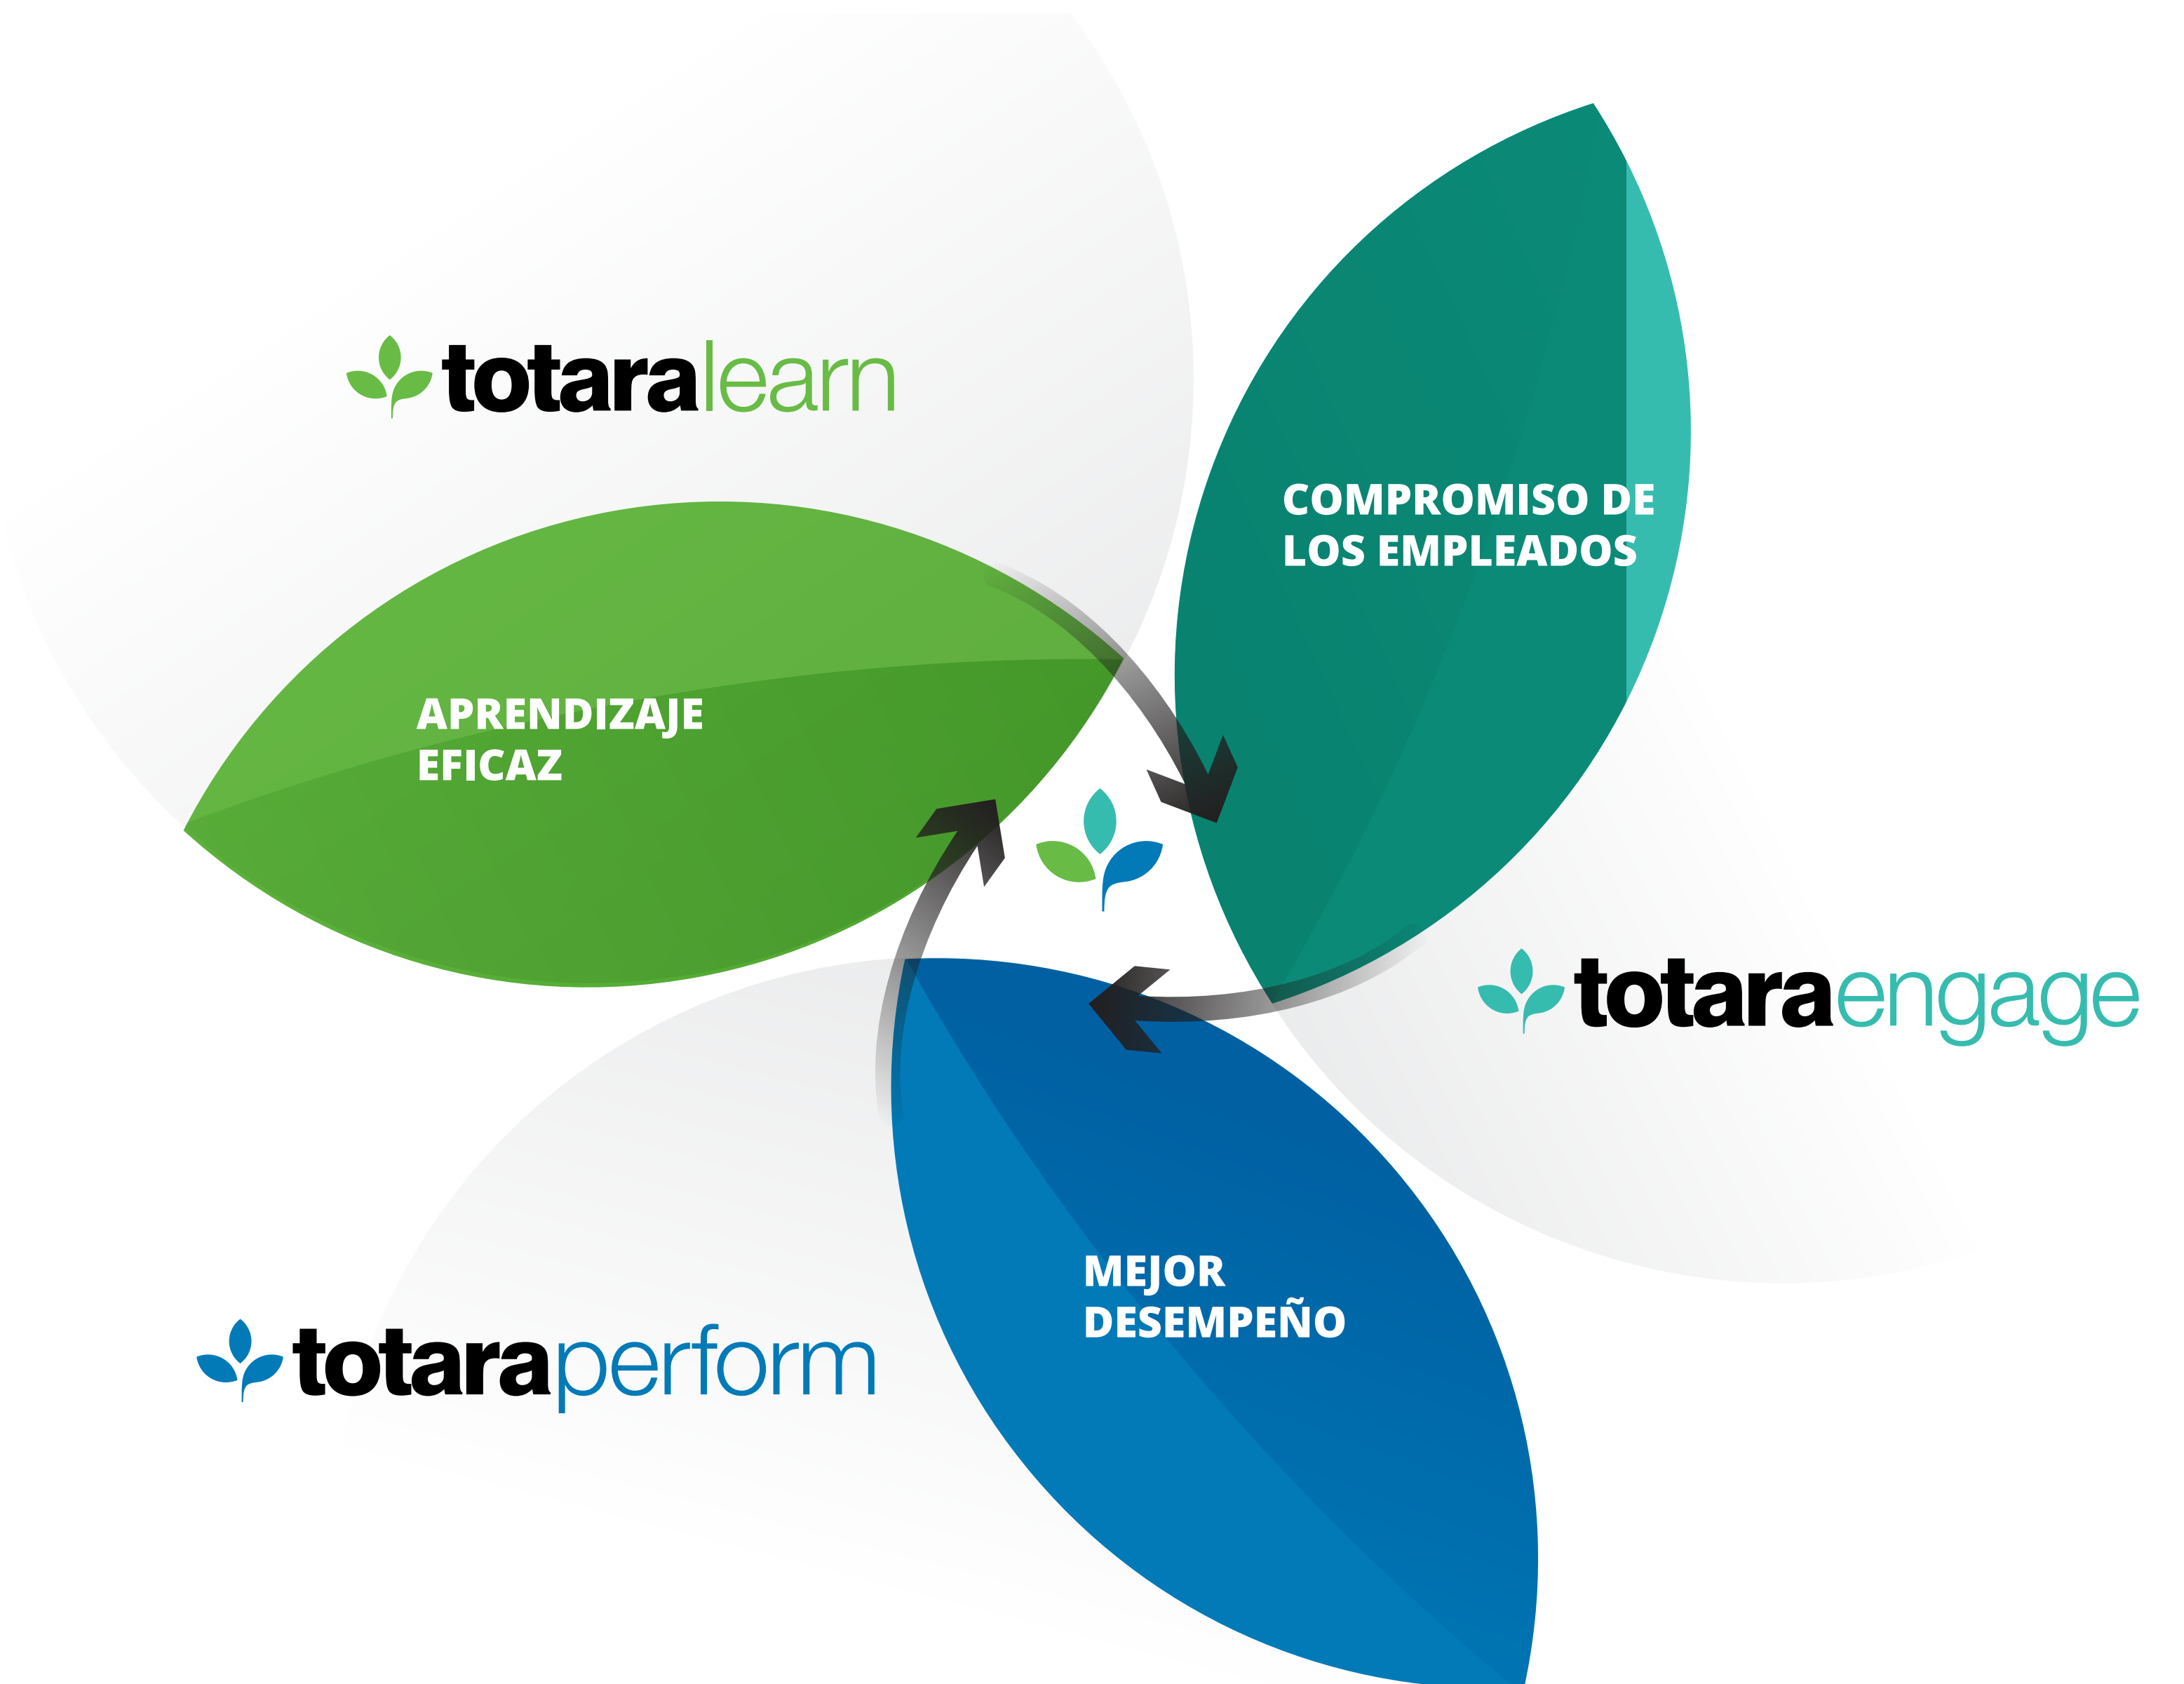 totaralearn
COMPROMISO DE
LOS EMPLEADOS
APRENDIZAJE
EFICAZ
totaraengage
MEJOR
DESEMPEÑO
totaraperform